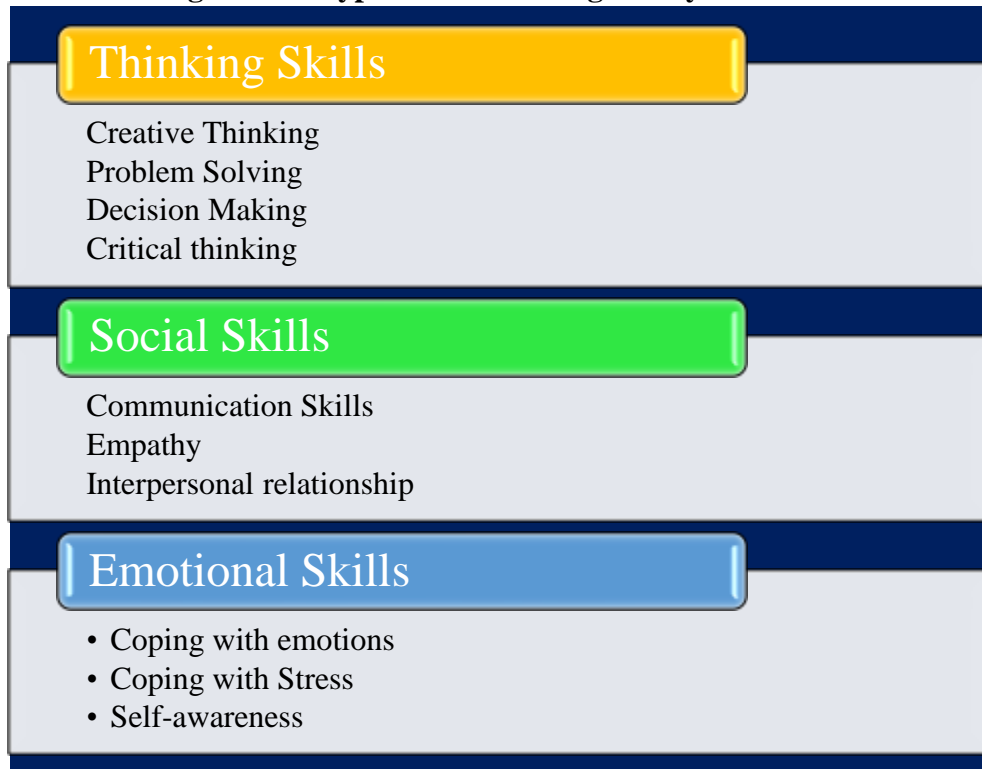 Thinking Skills
Creative Thinking
Problem Solving
Decision Making
Critical thinking
Social Skills
Communication Skills
Empathy
Interpersonal relationship
Emotional Skills
• Coping with emotions
• Coping with Stress
• Self-awareness